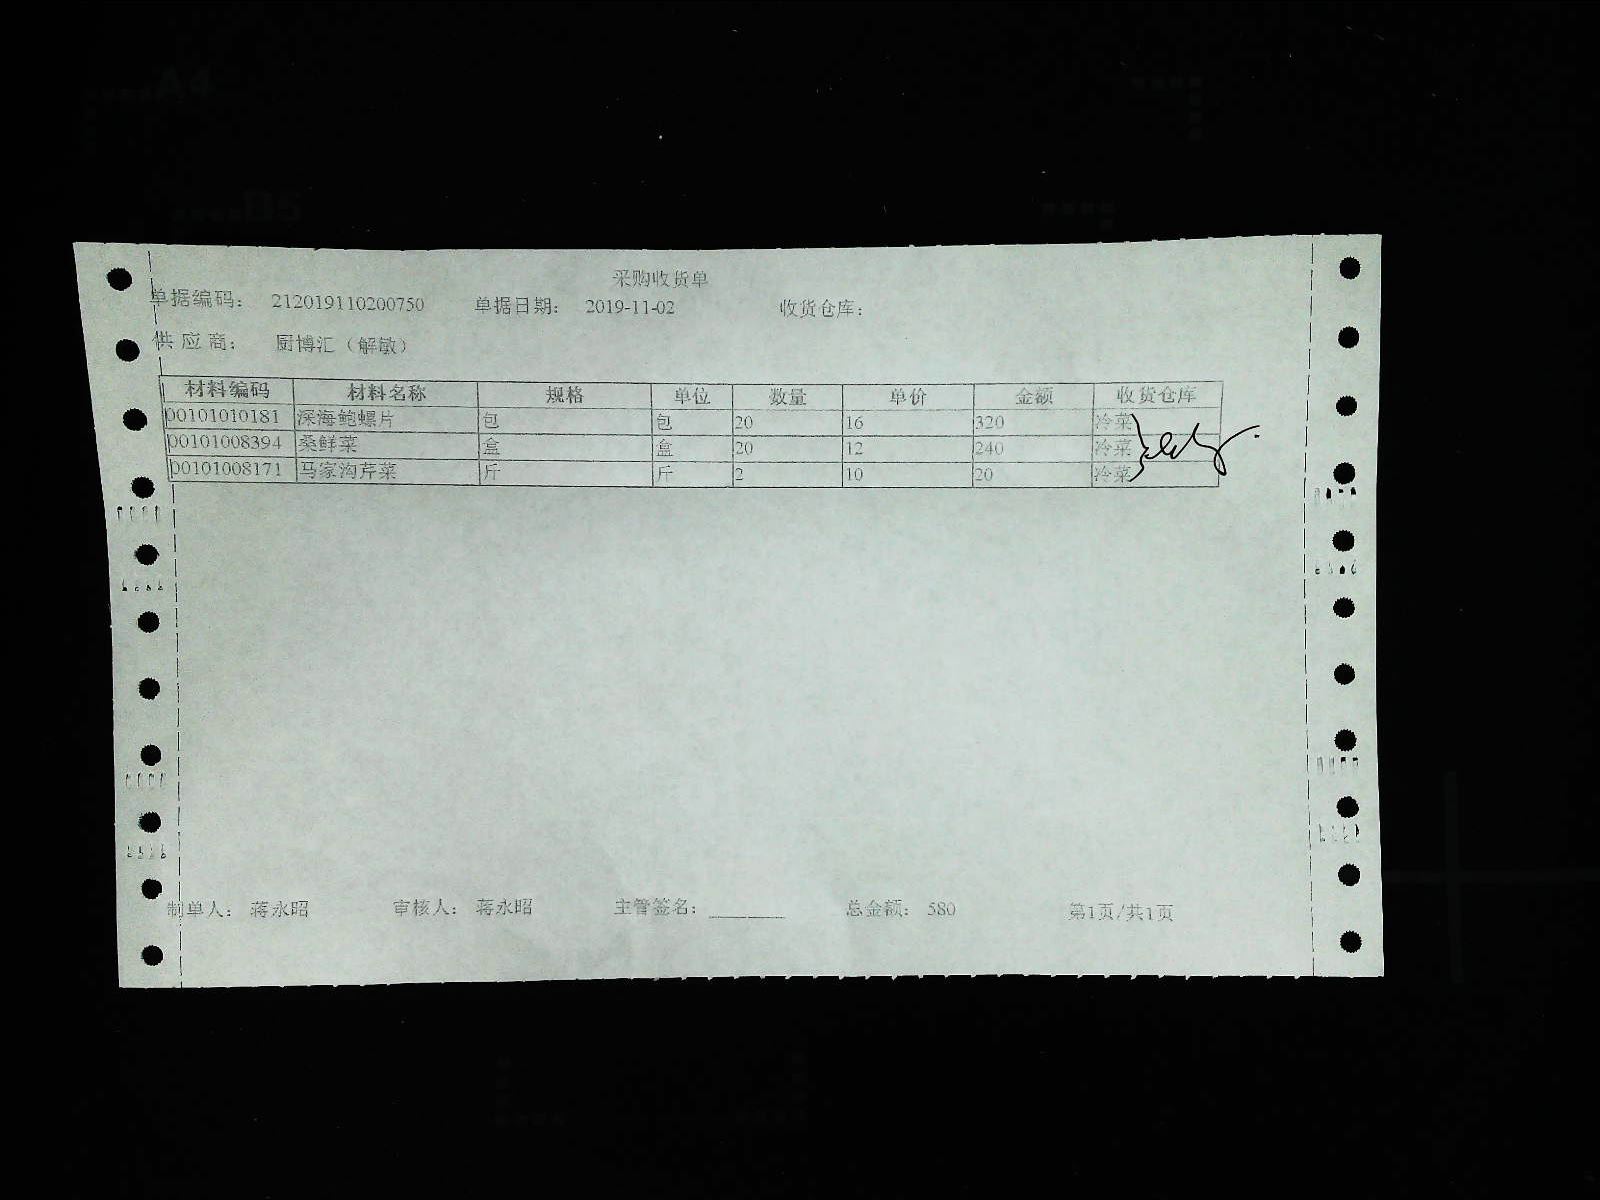 采购收货单
单据编码: 212019110200750 单据日期: 2019-11-02 收货仓库:
供应商: 厨博汇（解敏）
材料编码 材料名称 规格 单位 数量 单价 金额 收货仓库
00101010181 深海鲍螺片 包 包 20 16 320 冷菜
00101008394 桑鲜菜 盒 盒 20 12 240 冷菜
00101008171 马家沟芹菜 斤 斤 2 10 20 冷菜
制单人: 蒋永昭 审核人: 蒋永昭 主管签名: 总金额: 580 第1页/共1页